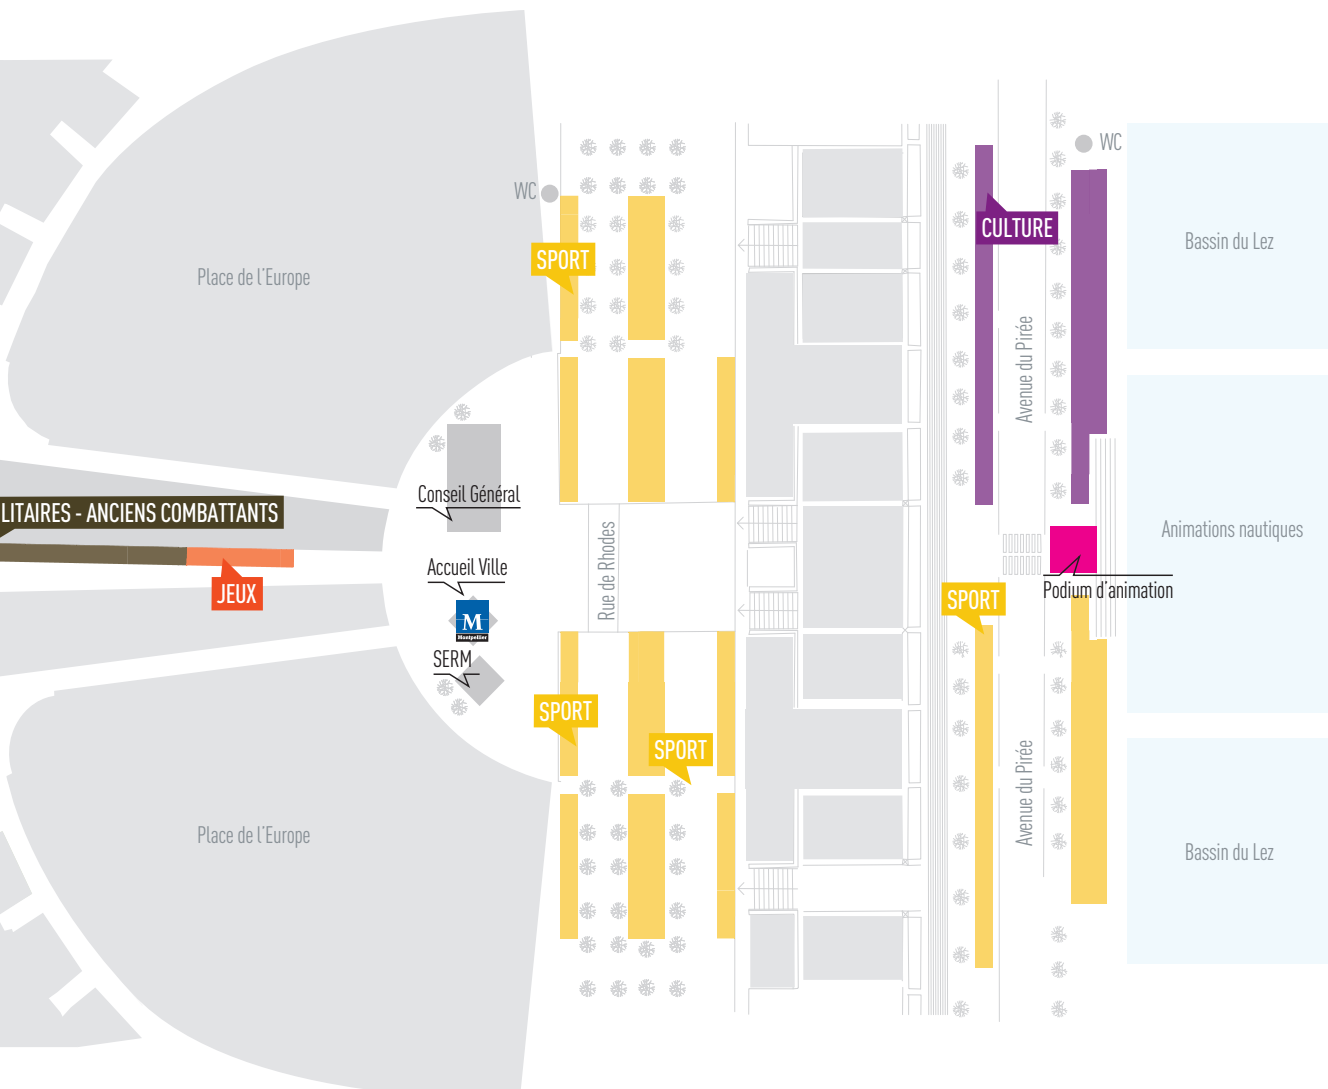 WC
WC
CULTURE
Bassin du Lez
SPORT
Place de l'Europe
Avenue du Pirée
Conseil Général
LITAIRES - ANCIENS COMBATTANTS
Animations nautiques
Rue de Rhodes
Accueil Ville
JEUX
Podium d'animation
SPORT
M
Montpellier
SERM
SPORT
SPORT
Avenue du Pirée
Place de l'Europe
Bassin du Lez